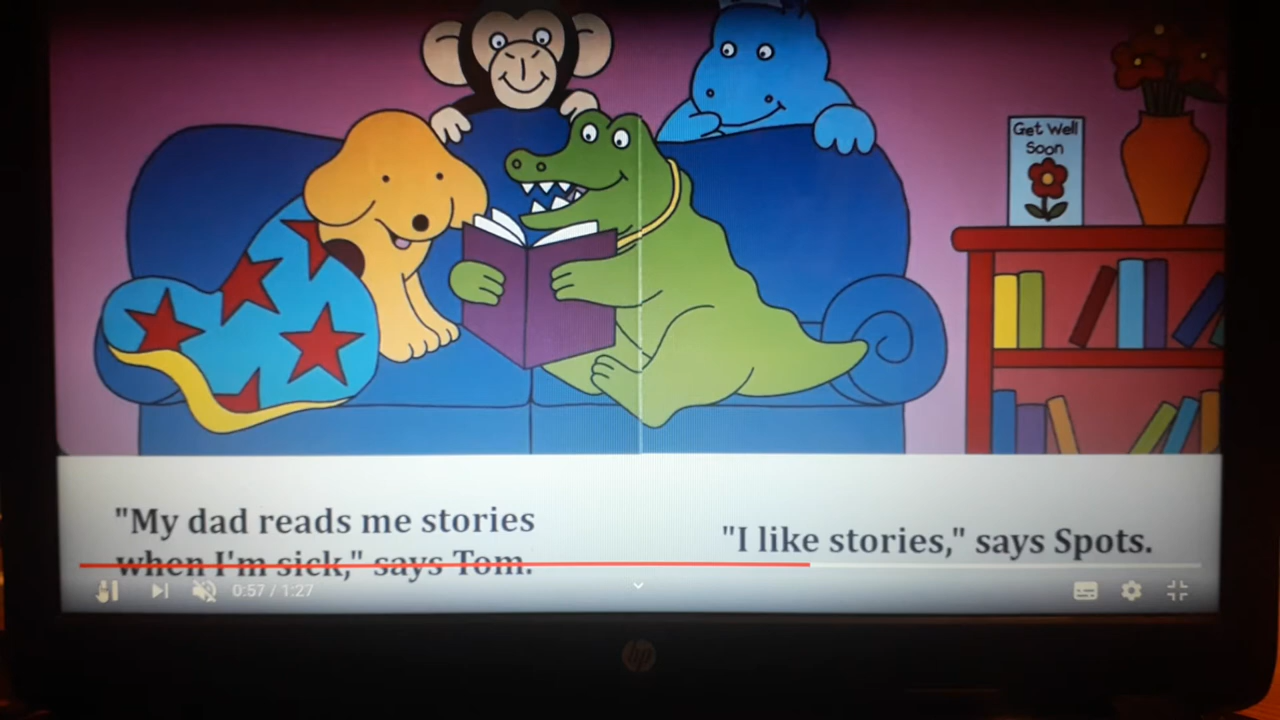 Get Well
Soon
"My dad reads me stories
when I'm sick," says Tom.
"I like stories," says Spots.
0:57 / 1:27
hp